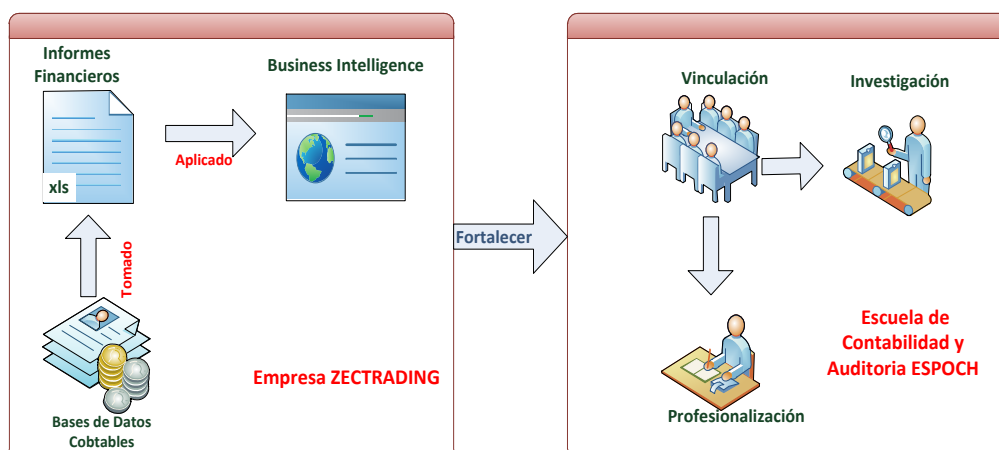 Informes
Financieros
Business Intelligence
xls
Aplicado
Tomado
Bases de Datos
Cobtables
Empresa ZECTRADING
Fortalecer
Vinculación
Investigación
Profesionalización
Escuela de
Contabilidad y
Auditoria ESPOCH